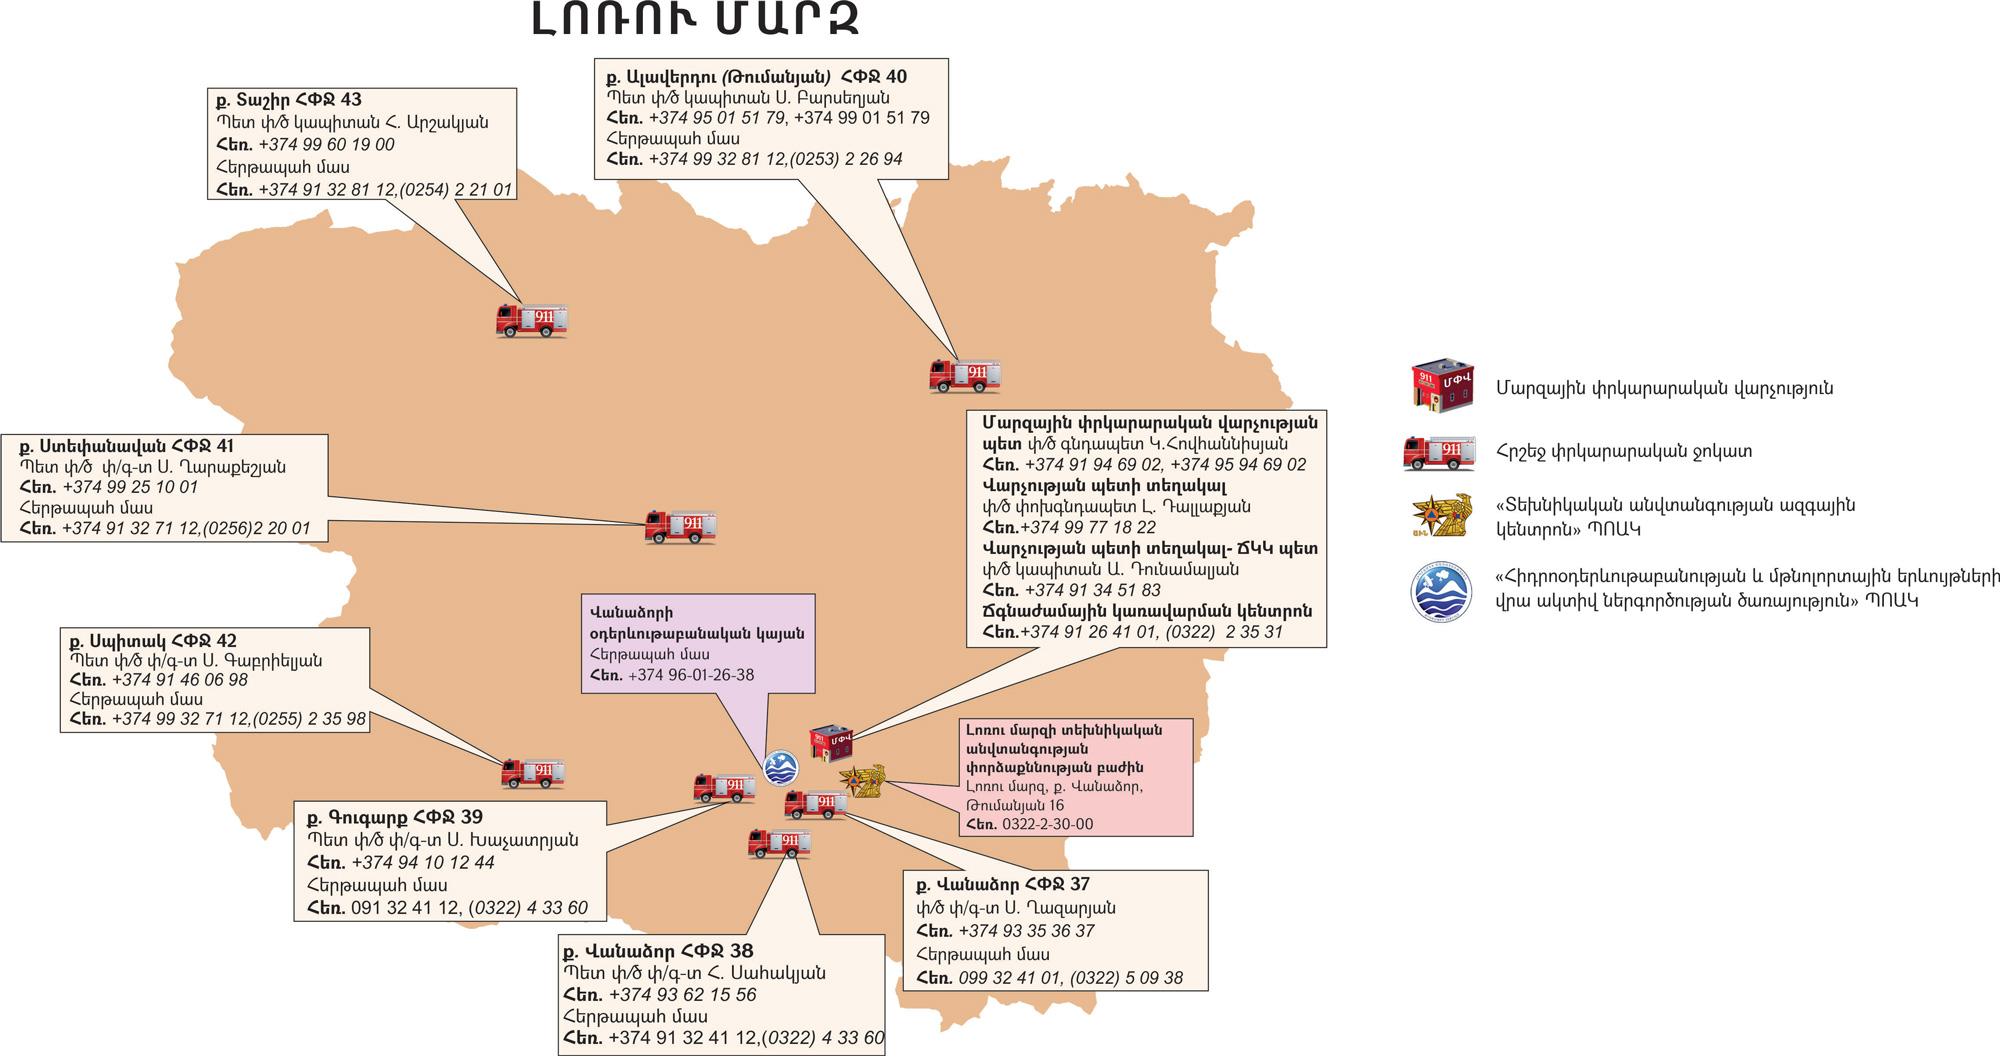 ԼՈՌՈՒ ՄԱՐԶ
ք. Տաշիր ՀՓՋ 43
Պետ փ/ծ կապիտան Հ. Արշակյան
Հեռ. +374 99 60 19 00
Հերթապահ մաս
Հեռ. +374 91 32 81 12,(0254) 2 21 01
ք. Ալավերդու (Թումանյան) ՀՓՋ 40
Պետ փ/ծ կապիտան Ս. Բարսեղյան
Հեռ. +374 95 01 51 79, +374 99 01 51 79
Հերթապահ մաս
Հեռ. +374 99 32 81 12,(0253) 2 26 94
911
911
ք. Ստեփանավան ՀՓՋ 41
Պետ փ/ծ փ/գ-տ Ս. Ղարաքեշյան
Հեռ. +374 99 25 10 01
Հերթապահ մաս
Հեռ. +374 91 32 71 12,(0256)2 20 01
911
Մարզային փրկարարական վարչության
պետ փ/ծ գնդապետ Կ.Հովհաննիսյան
Հեռ. +374 91 94 69 02, +374 95 94 69 02
Վարչության պետի տեղակալ
փ/ծ փոխգնդապետ Լ. Դալլաքյան
Հեռ.+374 99 77 18 22
Վարչության պետի տեղակալ- ՃԿԿ պետ
փ/ծ կապիտան Ա. Դունամալյան
Հեռ. +374 91 34 51 83
Ճգնաժամային կառավարման կենտրոն
Հեռ.+374 91 26 41 01, (0322) 2 35 31
Վանաձորի
օդերևութաբանական կայան
Հերթապահ մաս
Հեռ. +374 96-01-26-38
ք. Սպիտակ ՀՓՋ 42
Պետ փ/ծ փ/գ-տ Ս. Գաբրիելյան
Հեռ. +374 91 46 06 98
Հերթապահ մաս
Հեռ. +374 99 32 71 12,(0255) 2 35 98
911
911
ՄՓՎ
Լոռու մարզի տեխնիկական
անվտանգության
փորձաքննության բաժին
Լոռու մարզ, ք. Վանաձոր,
Թումանյան 16
Հեռ. 0322-2-30-00
911
911
911
ք. Գուգարք ՀՓՋ 39
Պետ փ/ծ փ/գ-տ Ս. Խաչատրյան
Հեռ. +374 94 10 12 44
Հերթապահ մաս
Հեռ. 091 32 41 12, (0322) 4 33 60
ք. Վանաձոր ՀՓՋ 37
փ/ծ փ/գ-տ Ս. Ղազարյան
Հեռ. +374 93 35 36 37
Հերթապահ մաս
Հեռ. 099 32 41 01, (0322) 5 09 38
ք. Վանաձոր ՀՓՋ 38
Պետ փ/ծ փ/գ-տ Հ. Սահակյան
Հեռ. +374 93 62 15 56
Հերթապահ մաս
Հեռ. +374 91 32 41 12,(0322) 4 33 60
911
ՄՓՎ
Մարզային փրկարարական վարչություն
911
Հրշեջ փրկարարական ջոկատ
ԱԻՆ
«Տեխնիկական անվտանգության ազգային
կենտրոն» ՊՈԱԿ
«Հիդրոօդերևութաբանության և մթնոլորտային երևույթների
վրա ակտիվ ներգործության ծառայություն» ՊՈԱԿ